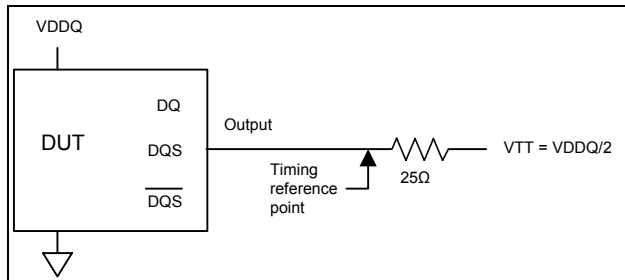 VDDQ
DUT
DQ
DQS
DQS
Output
Timing
reference
point
25Ω
VTT = VDDQ/2